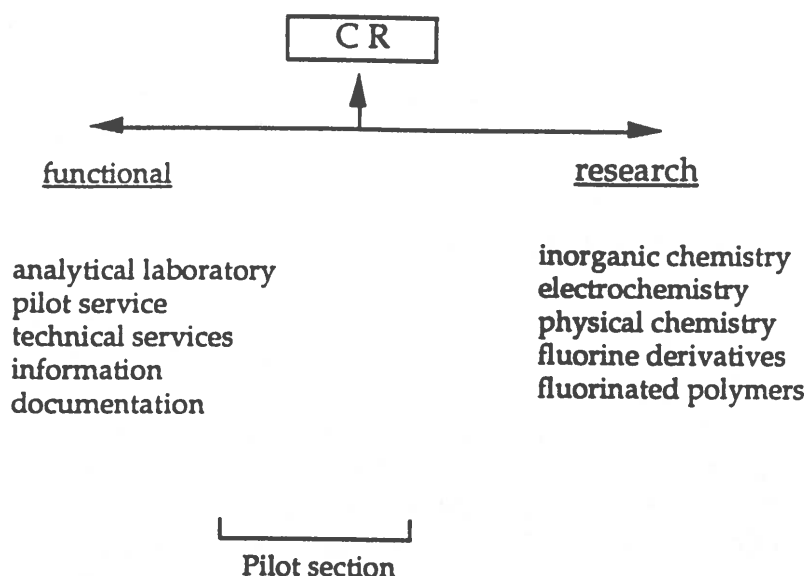 C R
functional
research
analytical laboratory
pilot service
technical services
information
documentation
inorganic chemistry
electrochemistry
physical chemistry
fluorine derivatives
fluorinated polymers
Pilot section